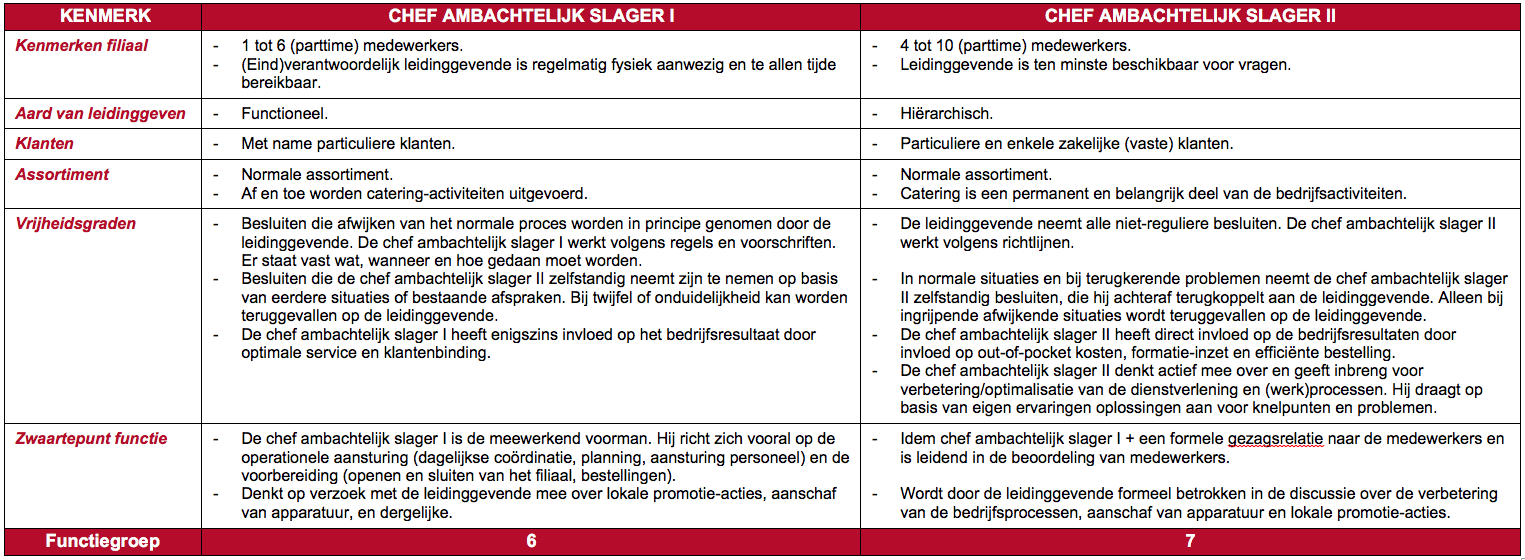 KENMERK
CHEF AMBACHTELIJK SLAGER I
CHEF AMBACHTELIJK SLAGER II
Kenmerken filiaal
- 1 tot 6 (parttime) medewerkers.
- (Eind)verantwoordelijk leidinggevende is regelmatig fysiek aanwezig en te allen tijde
bereikbaar.
- 4 tot 10 (parttime) medewerkers.
- Leidinggevende is ten minste beschikbaar voor vragen.
Aard van leidinggeven
- Functioneel.
- Hiërarchisch.
Klanten
- Met name particuliere klanten.
- Particuliere en enkele zakelijke (vaste) klanten.
Assortiment
- Normale assortiment.
- Af en toe worden catering-activiteiten uitgevoerd.
- Normale assortiment.
- Catering is een permanent en belangrijk deel van de bedrijfsactiviteiten.
Vrijheidsgraden
- Besluiten die afwijken van het normale proces worden in principe genomen door de
leidinggevende. De chef ambachtelijk slager I werkt volgens regels en voorschriften.
Er staat vast wat, wanneer en hoe gedaan moet worden.
- Besluiten die de chef ambachtelijk slager II zelfstandig neemt zijn te nemen op basis
van eerdere situaties of bestaande afspraken. Bij twijfel of onduidelijkheid kan worden
teruggevallen op de leidinggevende.
- De chef ambachtelijk slager I heeft enigszins invloed op het bedrijfsresultaat door
optimale service en klantenbinding.
- De leidinggevende neemt alle niet-reguliere besluiten. De chef ambachtelijk slager II
werkt volgens richtlijnen.
- In normale situaties en bij terugkerende problemen neemt de chef ambachtelijk slager
II zelfstandig besluiten, die hij achteraf terugkoppelt aan de leidinggevende. Alleen bij
ingrijpende afwijkende situaties wordt teruggevallen op de leidinggevende.
- De chef ambachtelijk slager II heeft direct invloed op de bedrijfsresultaten door
invloed op out-of-pocket kosten, formatie-inzet en efficiënte bestelling.
- De chef ambachtelijk slager II denkt actief mee over en geeft inbreng voor
verbetering/optimalisatie van de dienstverlening en (werk)processen. Hij draagt op
basis van eigen ervaringen oplossingen aan voor knelpunten en problemen.
Zwaartepunt functie
- De chef ambachtelijk slager I is de meewerkend voorman. Hij richt zich vooral op de
operationele aansturing (dagelijkse coördinatie, planning, aansturing personeel) en de
voorbereiding (openen en sluiten van het filiaal, bestellingen).
- Denkt op verzoek met de leidinggevende mee over lokale promotie-acties, aanschaf
van apparatuur, en dergelijke.
- Idem chef ambachtelijk slager I + een formele gezagsrelatie naar de medewerkers en
is leidend in de beoordeling van medewerkers.
- Wordt door de leidinggevende formeel betrokken in de discussie over de verbetering
van de bedrijfsprocessen, aanschaf van apparatuur en lokale promotie-acties.
Functiegroep
6
7